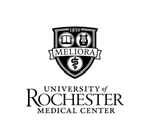 1850
MELIORA
UNIVERSITY of
ROCHESTER
MEDICAL CENTER